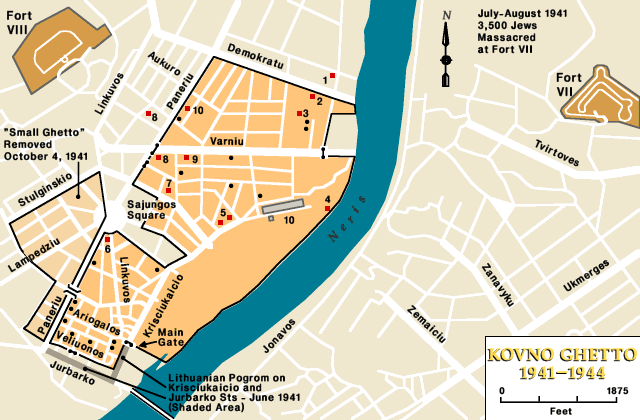 Fort
VIII
July-August 1941
3,500 Jews
Massacred
at Fort VII
N
Fort
VII
Demokratu
Aukuro
Paneriu
Linkuvos
1
2
3
10
8
"Small Ghetto"
Removed
October 4, 1941
Varniu
Tvirtoves
8
9
7
Stulginskio
Sajungos
Square
5
10
4
Neris
Lampedziu
6
Linkuvos
Krisciukaicio
Paneriu
Ariogalos
Veliuonos
Main
Gate
Jurbarko
Jonavos
Zemaiciu
Zanavyku
Ukmerges
Lithuanian Pogrom on
Krisciukaicio and
Jurbarko Sts - June 1941
(Shaded Area)
KOVNO GHETTO
1941–1944
0 1875
Feet